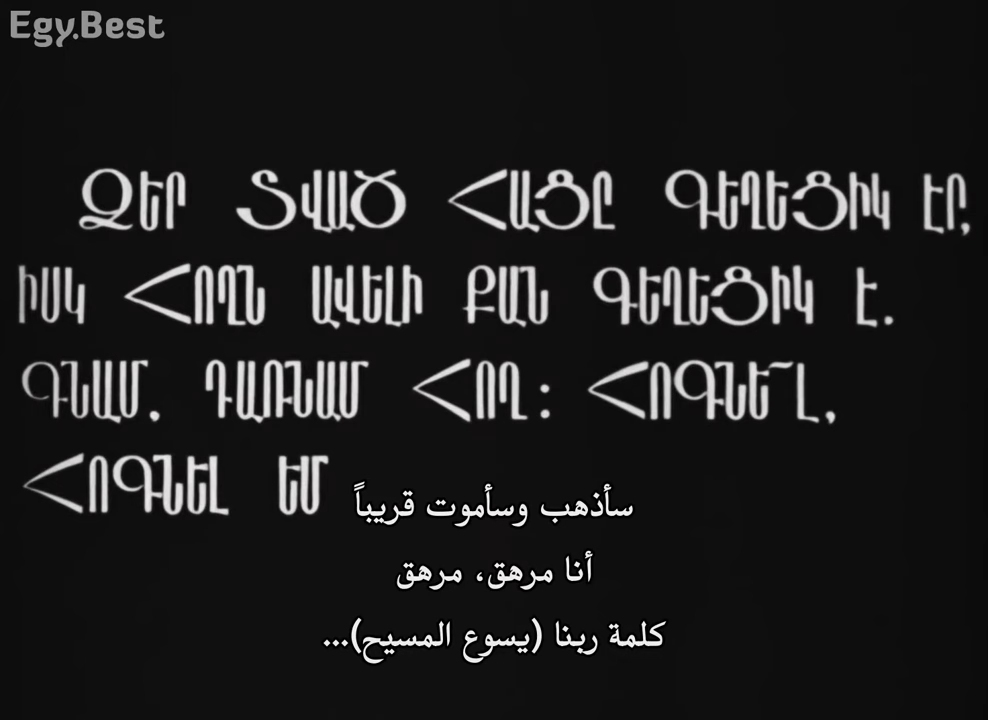 Egy.Best
Ձեր տված հացը գեղեցիկ էր,
իսկ հողն ավելի քան գեղեցիկ է.
Գնամ. դառնամ հող: Հոգնե՜լ,
հոգնել եմ
سأذهب وسأموت قريباً
أنا مرهق، مرهق
كلمة ربنا (يسوع المسيح)...